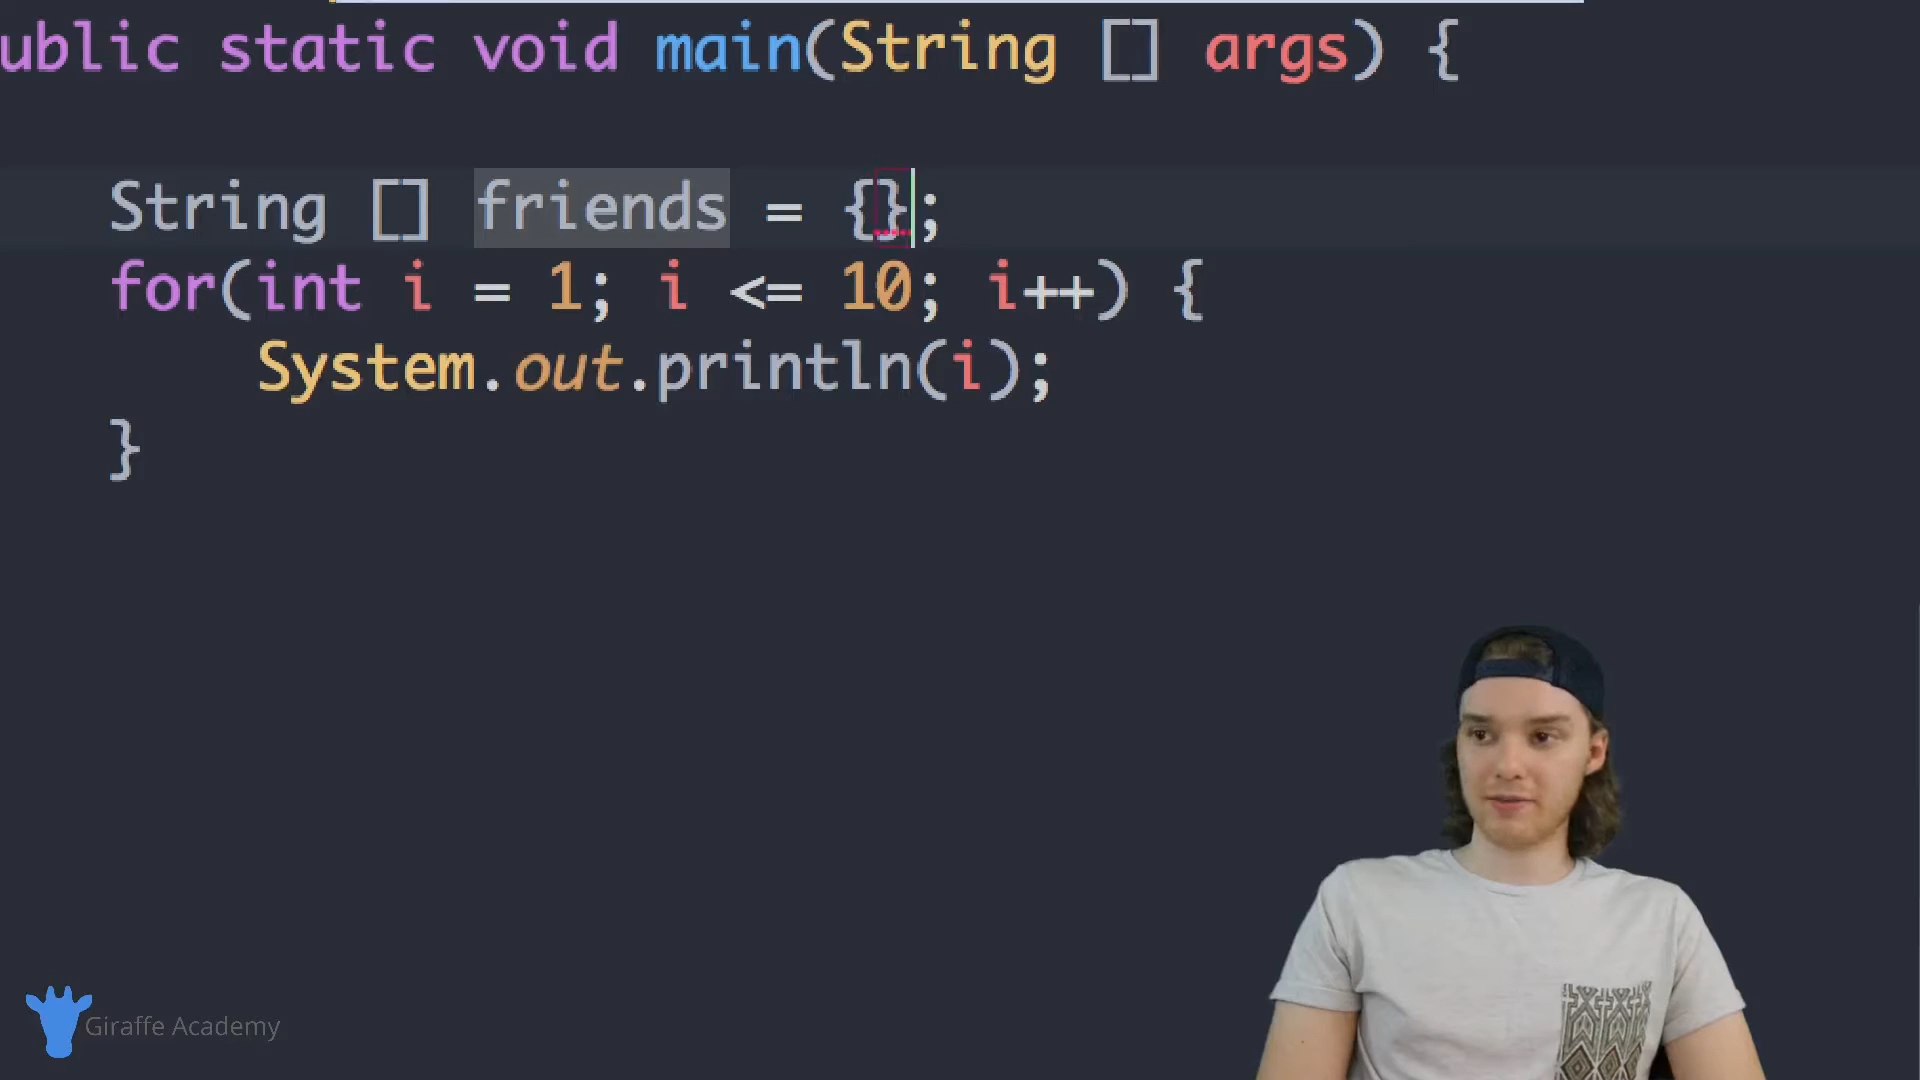 ublic static void main(String [] args) {
String [] friends = {};
for(int i = 1; i <= 10; i++) {
System.out.println(i);
}
Giraffe Academy